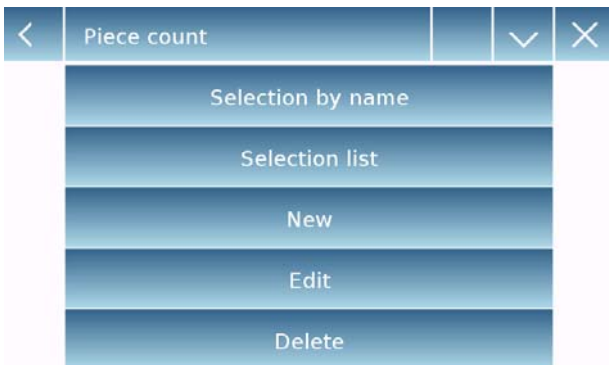 Piece count
Selection by name
Selection list
New
Edit
Delete